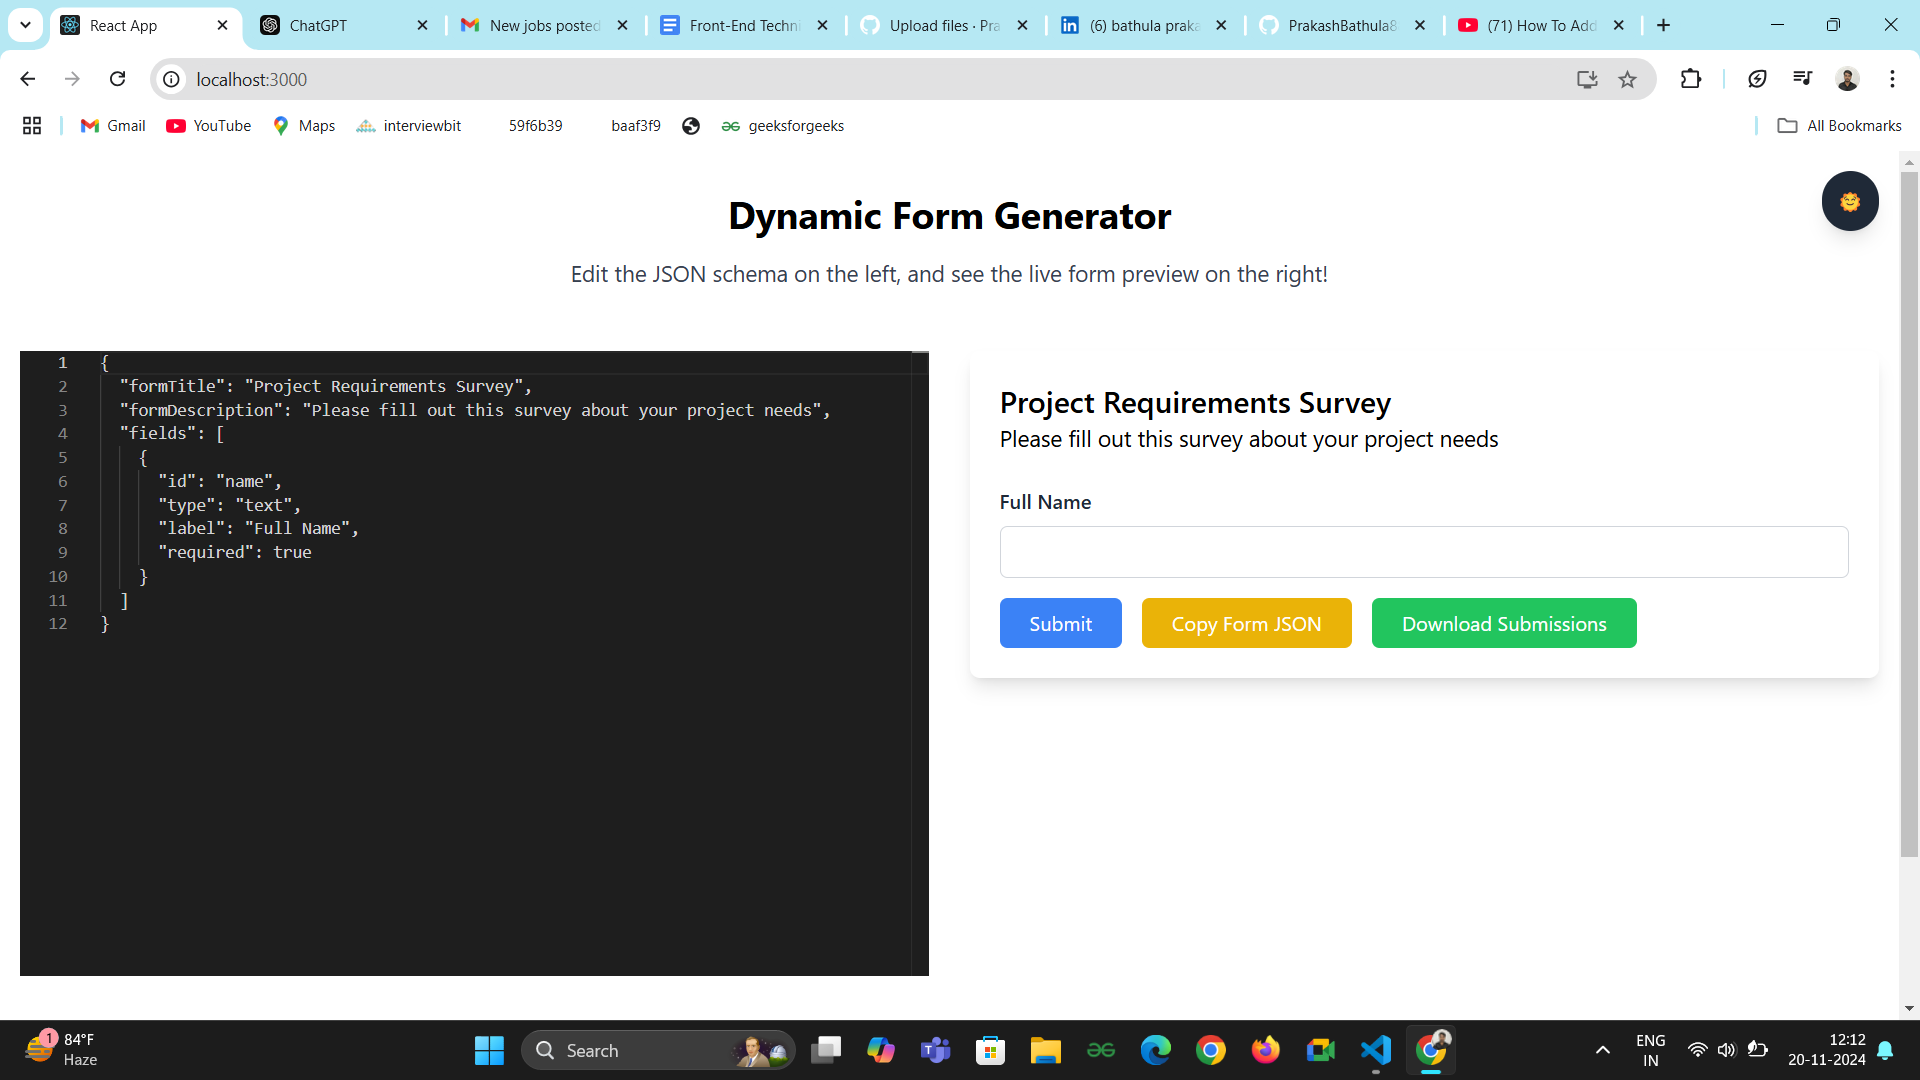 React App
ChatGPT
New jobs posted
Front-End Techni
Upload files · Pra
(6) bathula praka
PrakashBathula8
(71) How To Add
localhost:3000
Gmail
YouTube
Maps
interviewbit
59f6b39
baaf3f9
geeksforgeeks
All Bookmarks
Dynamic Form Generator
Edit the JSON schema on the left, and see the live form preview on the right!
1 {
2 "formTitle": "Project Requirements Survey",
3 "formDescription": "Please fill out this survey about your project needs",
4 "fields": [
5 {
6 "id": "name",
7 "type": "text",
8 "label": "Full Name",
9 "required": true
10 }
11 ]
12 }
Project Requirements Survey
Please fill out this survey about your project needs
Full Name
Submit
Copy Form JSON
Download Submissions
1
84°F
Haze
Search
ENG
IN
12:12
20-11-2024